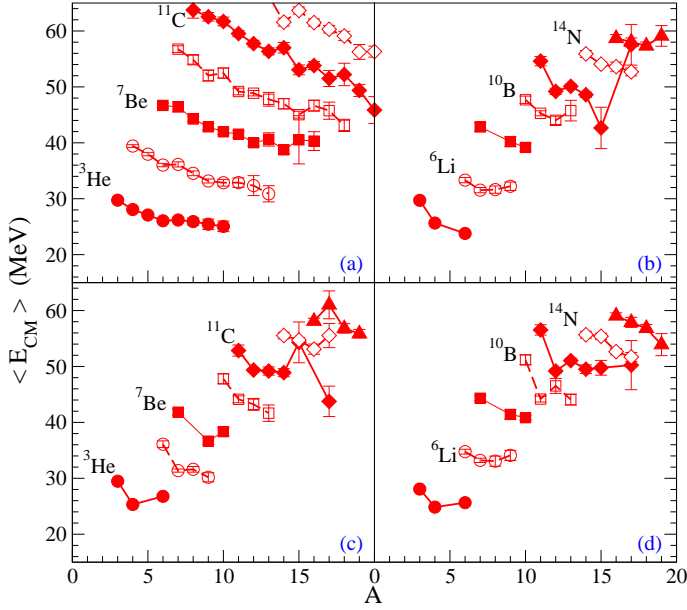 60
50
40
30
20
¹¹C
⁷Be
³He
(a)
¹⁴N
¹⁰B
⁶Li
(b)
< E_CM > (MeV)
60
50
40
30
20
¹¹C
⁷Be
³He
(c)
¹⁴N
¹⁰B
⁶Li
(d)
0 5 10 15 0 5 10 15 20
A